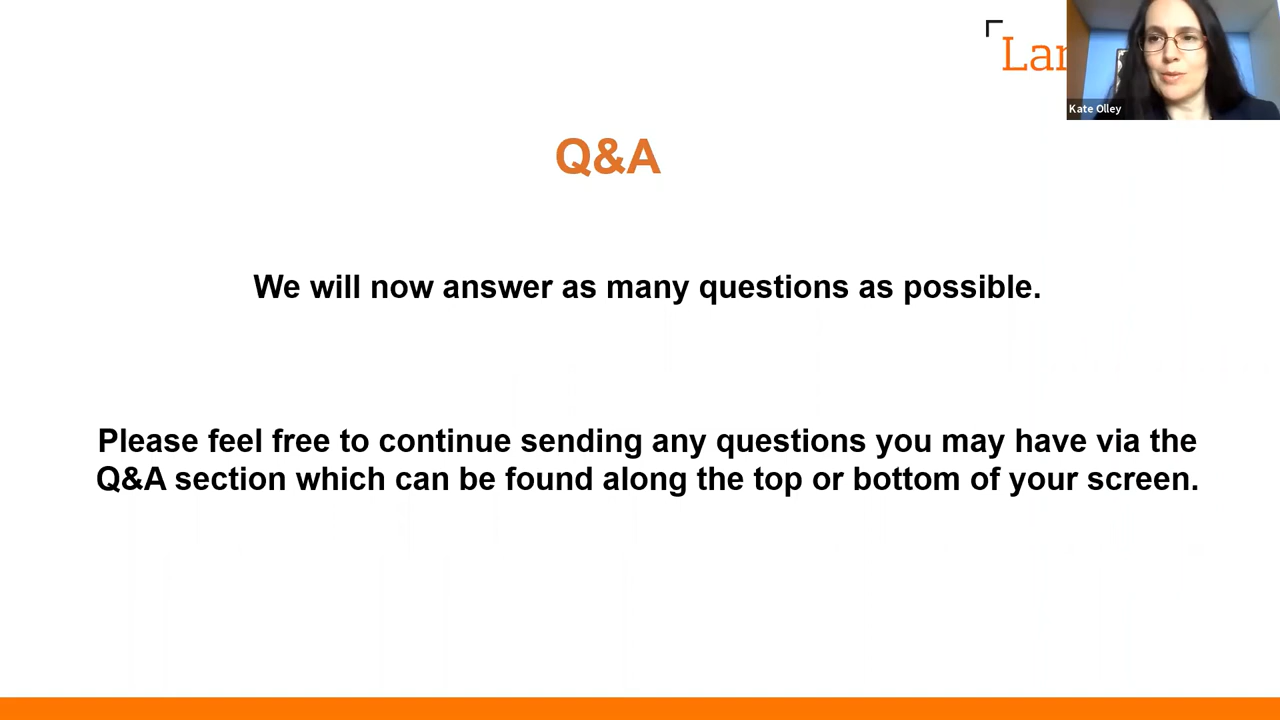 Lar
Kate Olley
Q&A
We will now answer as many questions as possible.
Please feel free to continue sending any questions you may have via the
Q&A section which can be found along the top or bottom of your screen.